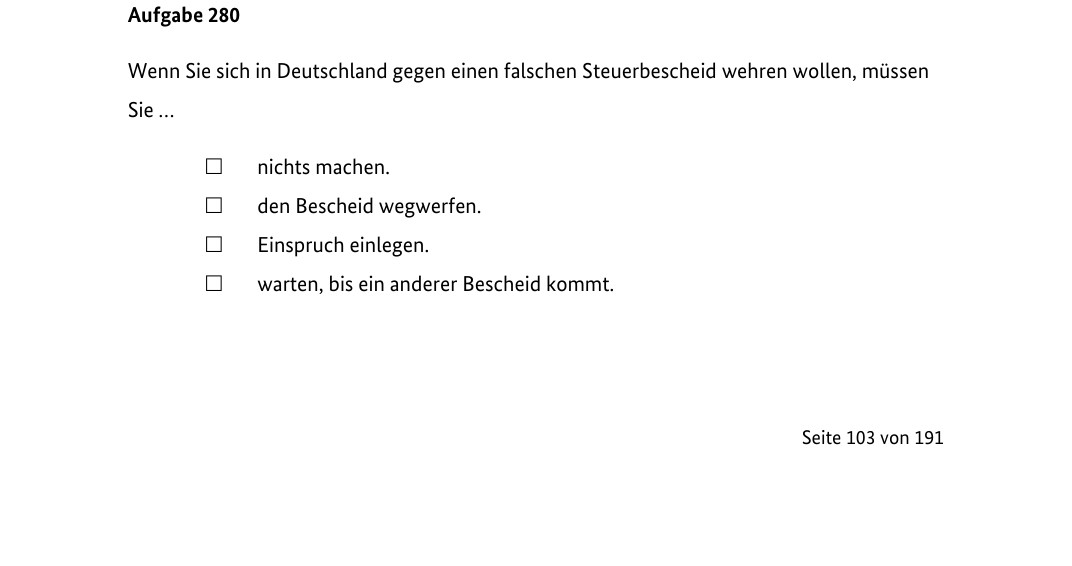 Aufgabe 280
Wenn Sie sich in Deutschland gegen einen falschen Steuerbescheid wehren wollen, müssen
Sie …
☐ nichts machen.
☐ den Bescheid wegwerfen.
☐ Einspruch einlegen.
☐ warten, bis ein anderer Bescheid kommt.
Seite 103 von 191